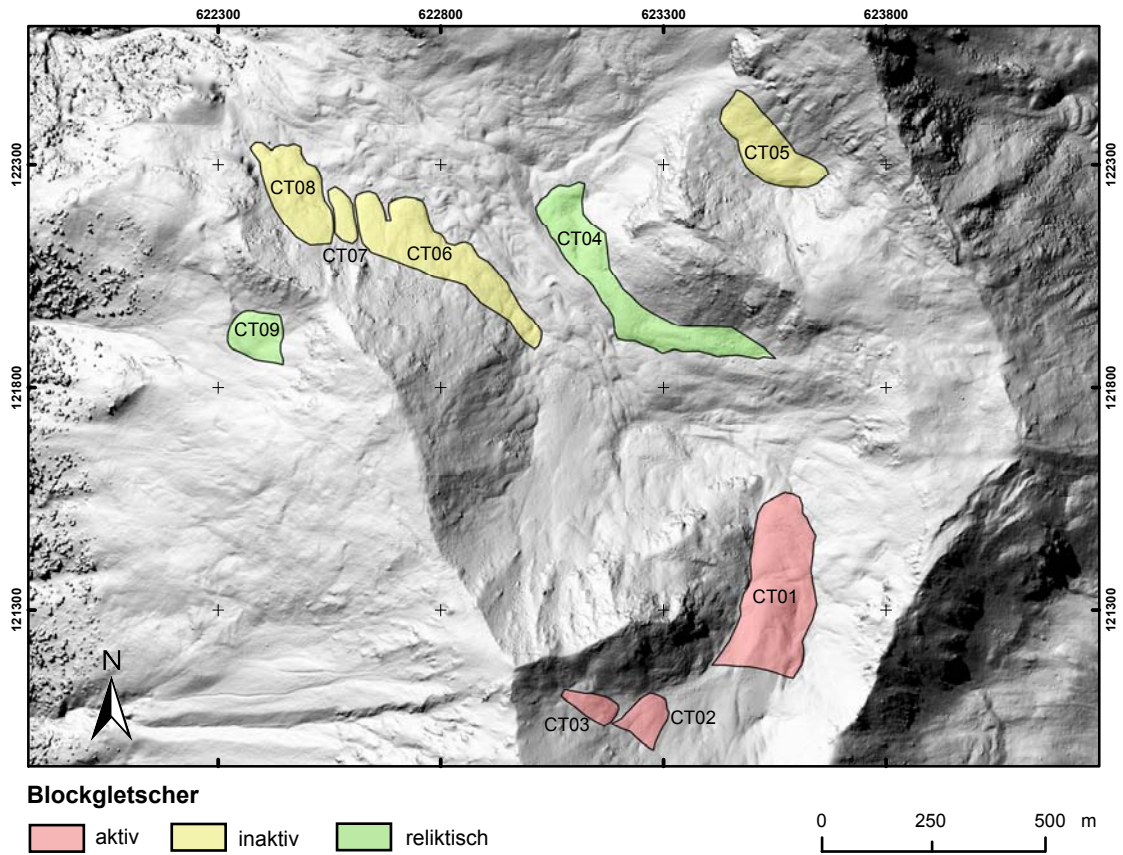 622300 622800 623300 623800
122300 122300
121800 121800
121300 121300
CT05
CT08
CT04
CT06
CT07
CT09
CT01
CT02
CT03
N
Blockgletscher
aktiv inaktiv reliktisch
0 250 500 m